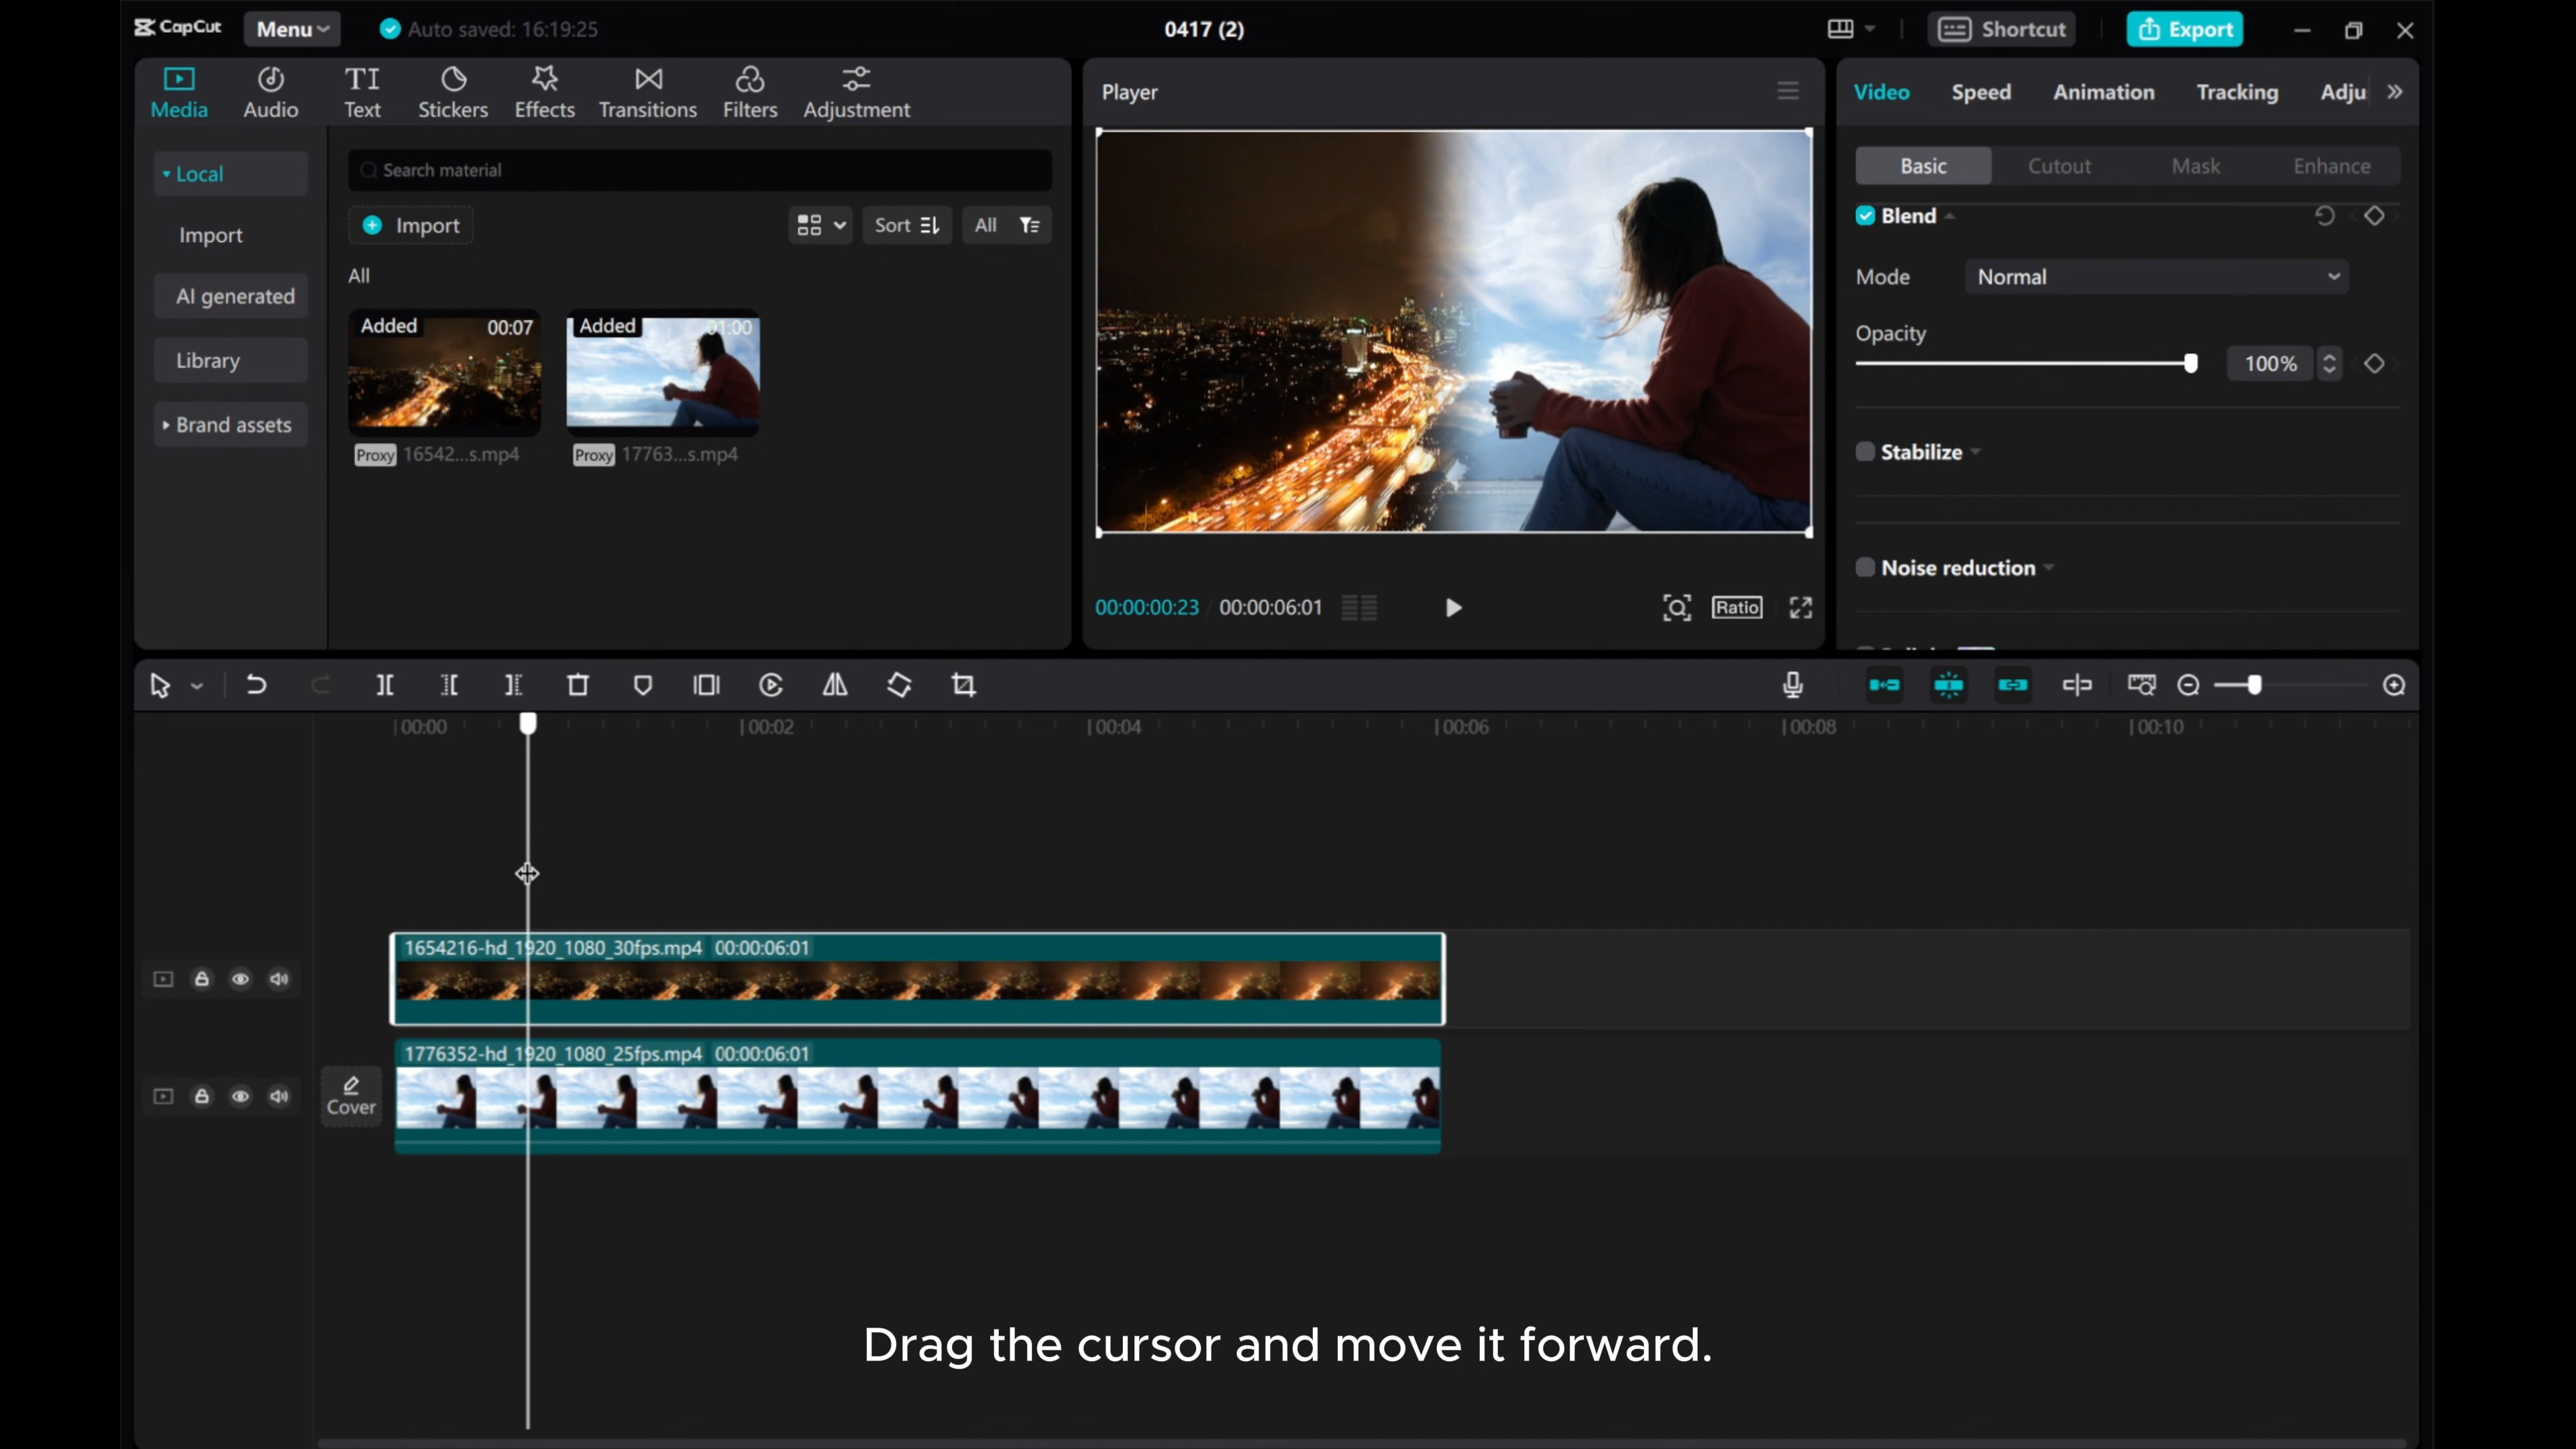 CapCut
Menu
Auto saved: 16:19:25
0417 (2)
Shortcut
Export
Media
Audio
TI
Text
Stickers
Effects
Transitions
Filters
Adjustment
Local
Import
AI generated
Library
Brand assets
Search material
Import
Sort
All
All
Added
00:07
Added
01:00
Proxy 16542...s.mp4
Proxy 17763...s.mp4
Player
00:00:00:23 / 00:00:06:01
Ratio
Video
Speed
Animation
Tracking
Adju
Basic
Cutout
Mask
Enhance
Blend
Mode
Normal
Opacity
100%
Stabilize
Noise reduction
00:00
00:02
00:04
00:06
00:08
00:10
1654216-hd_1920_1080_30fps.mp4 00:00:06:01
1776352-hd_1920_1080_25fps.mp4 00:00:06:01
Cover
Drag the cursor and move it forward.